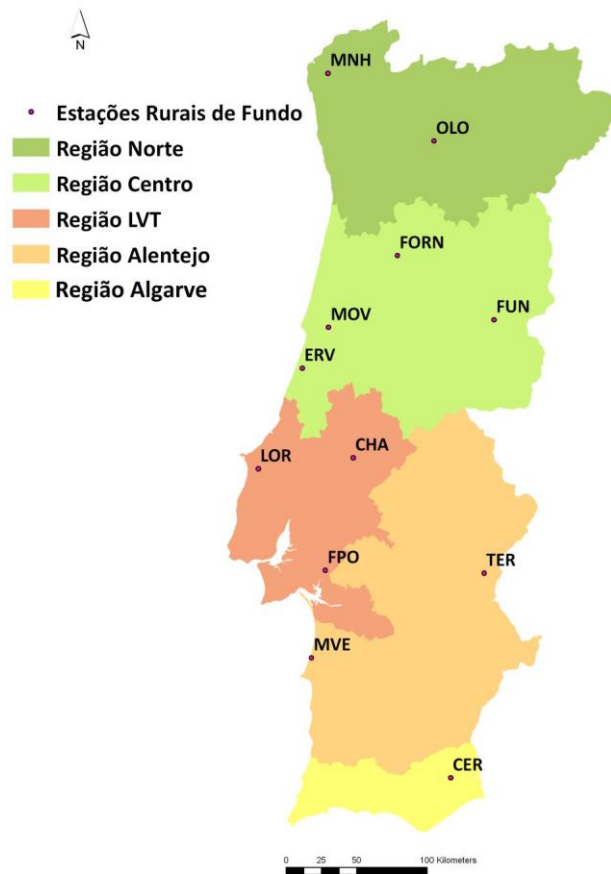 N
Estações Rurais de Fundo
Região Norte
Região Centro
Região LVT
Região Alentejo
Região Algarve
MNH
OLO
FORN
MOV
FUN
ERV
LOR
CHA
FPO
TER
MVE
CER
0 25 50 100 Kilometers